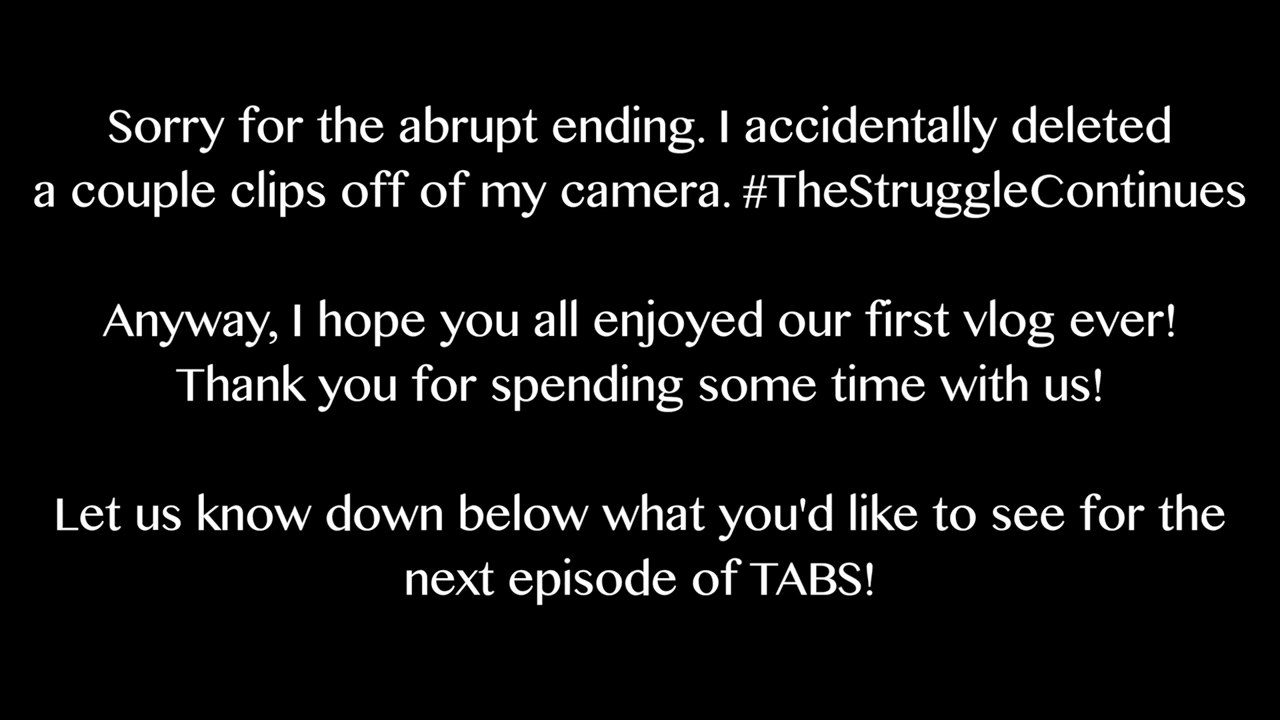 Sorry for the abrupt ending. I accidentally deleted
a couple clips off of my camera. #TheStruggleContinues
Anyway, I hope you all enjoyed our first vlog ever!
Thank you for spending some time with us!
Let us know down below what you'd like to see for the
next episode of TABS!